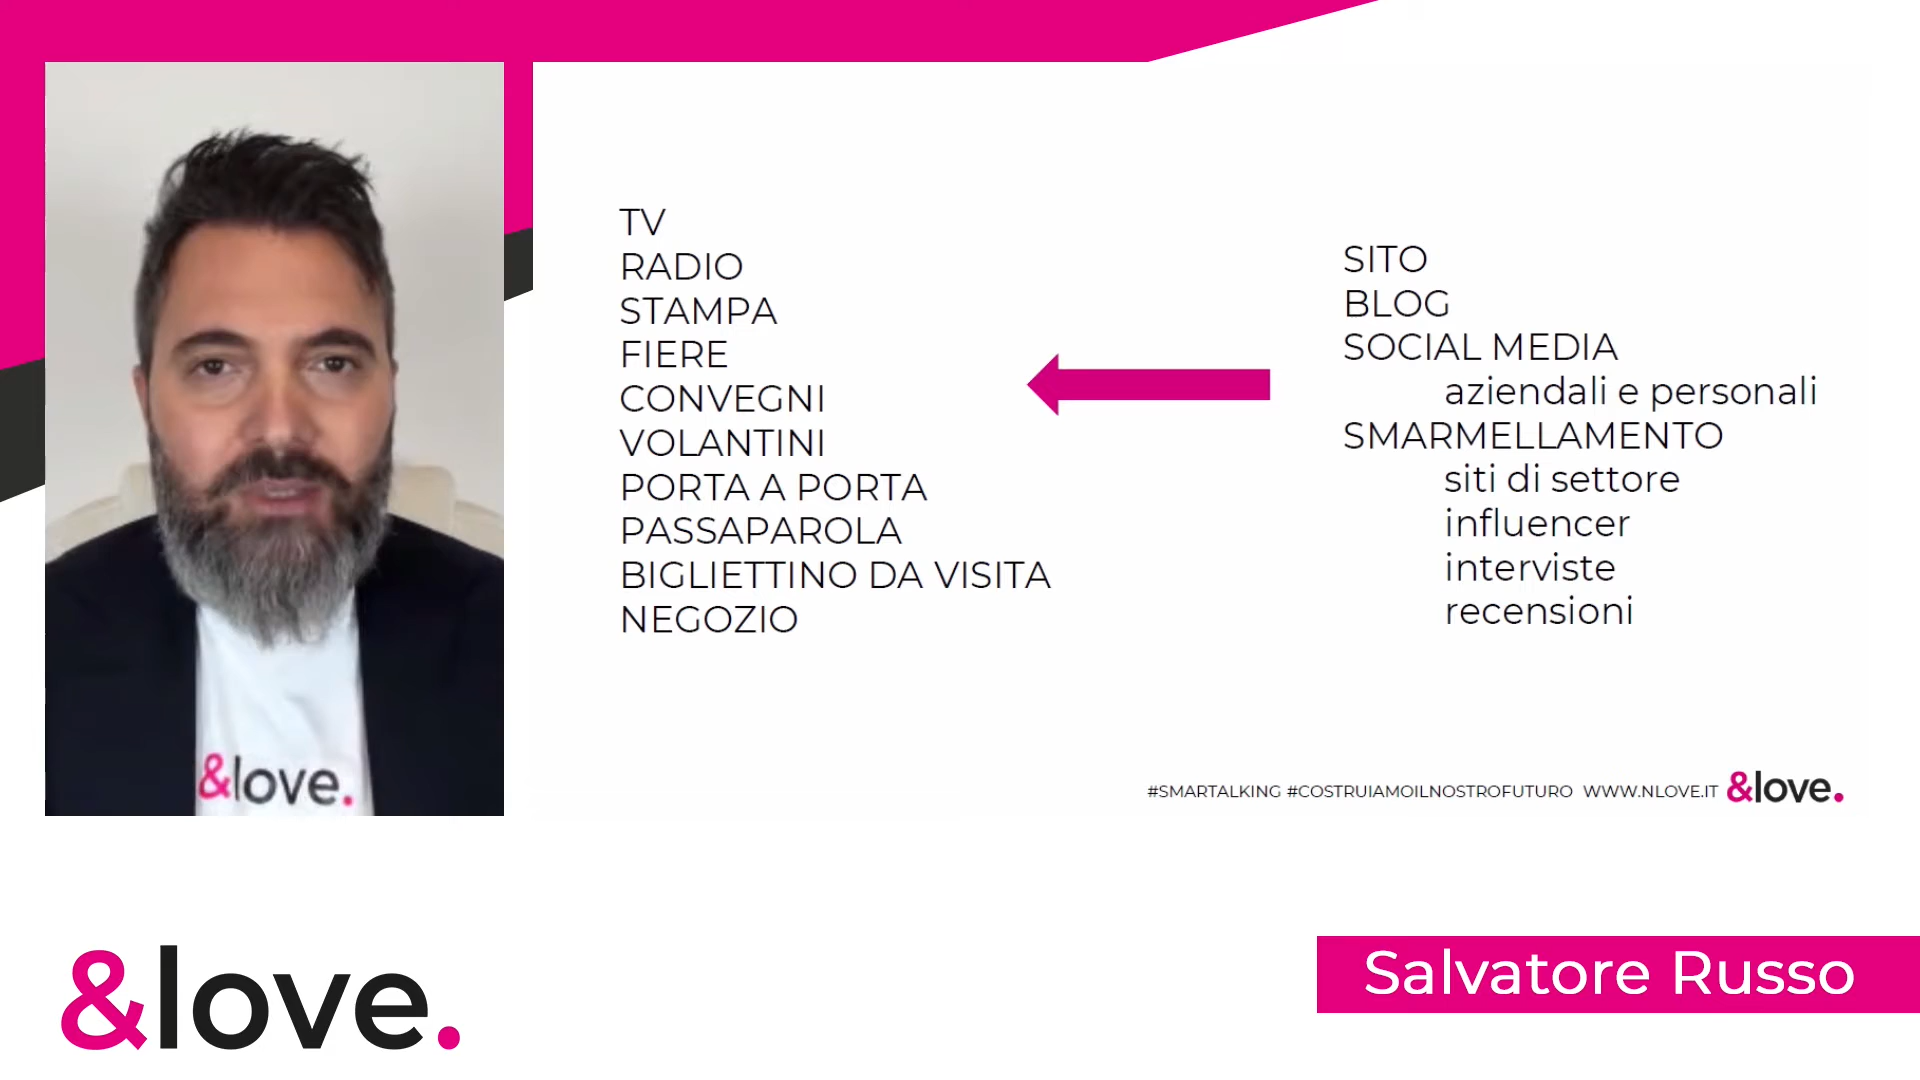 TV
RADIO
STAMPA
FIERE
CONVEGNI
VOLANTINI
PORTA A PORTA
PASSAPAROLA
BIGLIETTINO DA VISITA
NEGOZIO
SITO
BLOG
SOCIAL MEDIA
aziendali e personali
SMARMELLAMENTO
siti di settore
influencer
interviste
recensioni
&love.
#SMARTALKING #COSTRUIAMOILNOSTROFUTURO WWW.NLOVE.IT &love.
&love.
Salvatore Russo